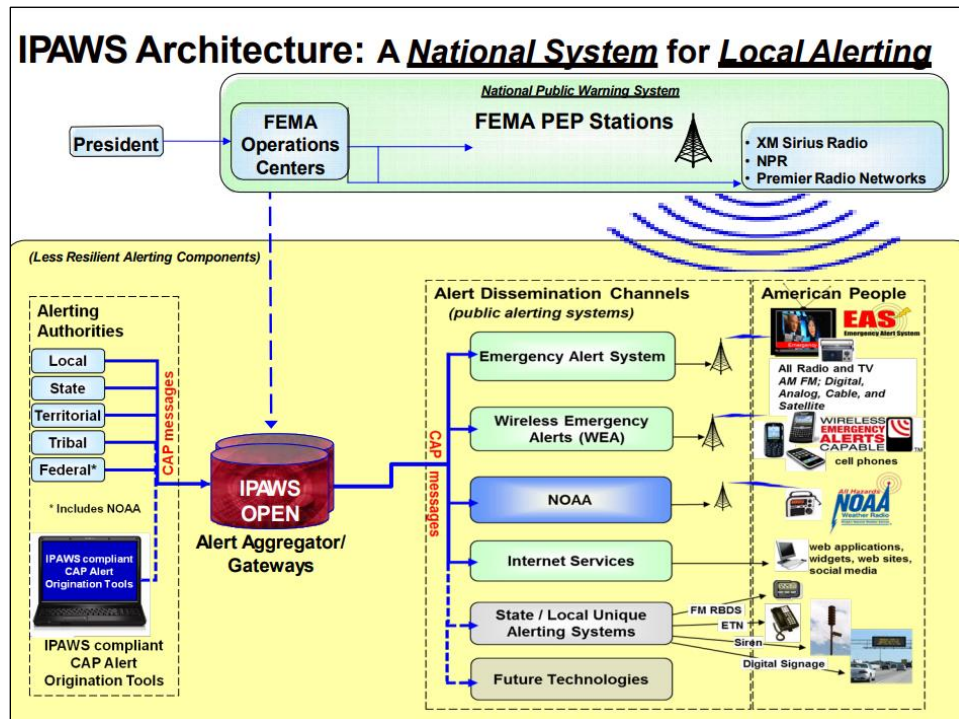 IPAWS Architecture: A National System for Local Alerting
National Public Warning System
President
FEMA
Operations
Centers
FEMA PEP Stations
• XM Sirius Radio
• NPR
• Premier Radio Networks
(Less Resilient Alerting Components)
Alerting
Authorities
Local
State
Territorial
Tribal
Federal*
* Includes NOAA
CAP messages
IPAWS compliant
CAP Alert
Origination Tools
IPAWS compliant
CAP Alert
Origination Tools
IPAWS
OPEN
Alert Aggregator/
Gateways
CAP messages
Alert Dissemination Channels
(public alerting systems)
Emergency Alert System
Wireless Emergency
Alerts (WEA)
NOAA
Internet Services
State / Local Unique
Alerting Systems
Future Technologies
FM RBDS
ETN
Siren
Digital Signage
American People
Emergency
EAS
Emergency Alert System
All Radio and TV
AM FM; Digital,
Analog, Cable, and
Satellite
WIRELESS
EMERGENCY
ALERTS
CAPABLE
TM
cell phones
All Hazards
NOAA
Weather Radio
web applications,
widgets, web sites,
social media